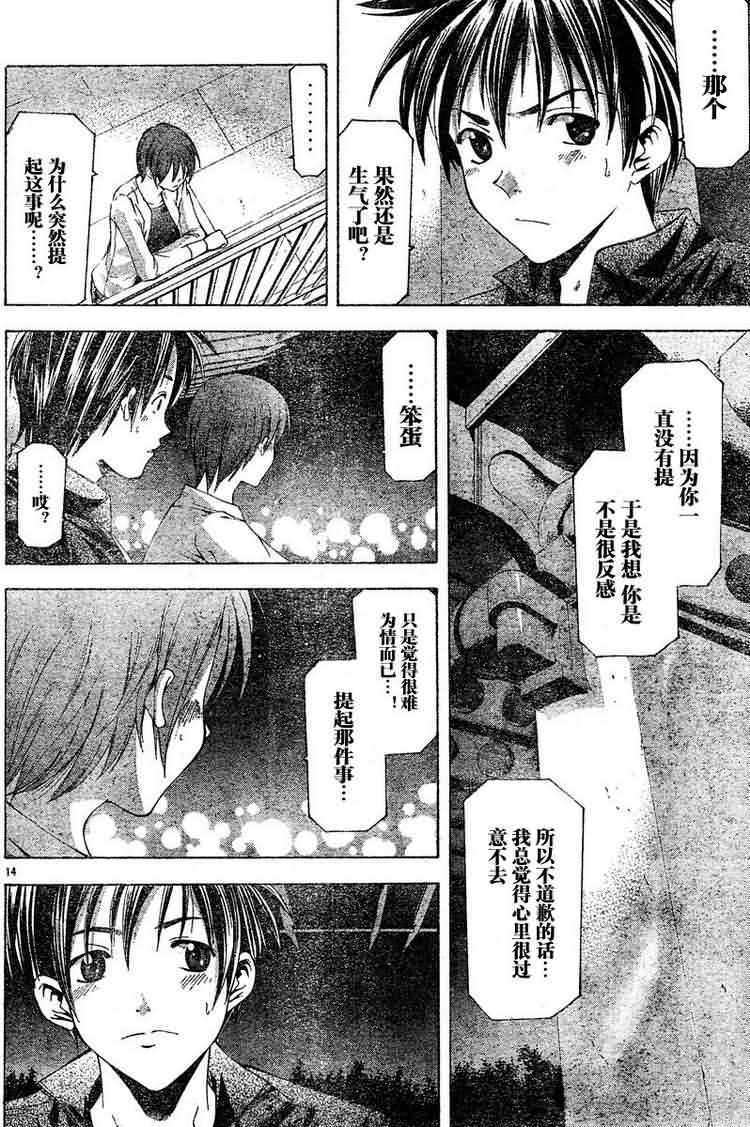 ……那个
果然还是
生气了吧？
………
为什么突然提
起这事呢……？
……因为你一
直没有提
于是我想 你是
不是很反感
所以不道歉的话…
我总觉得心里很过
意不去
……笨蛋
……哎？
只是觉得很难
为情而已…！
提起那件事…
14